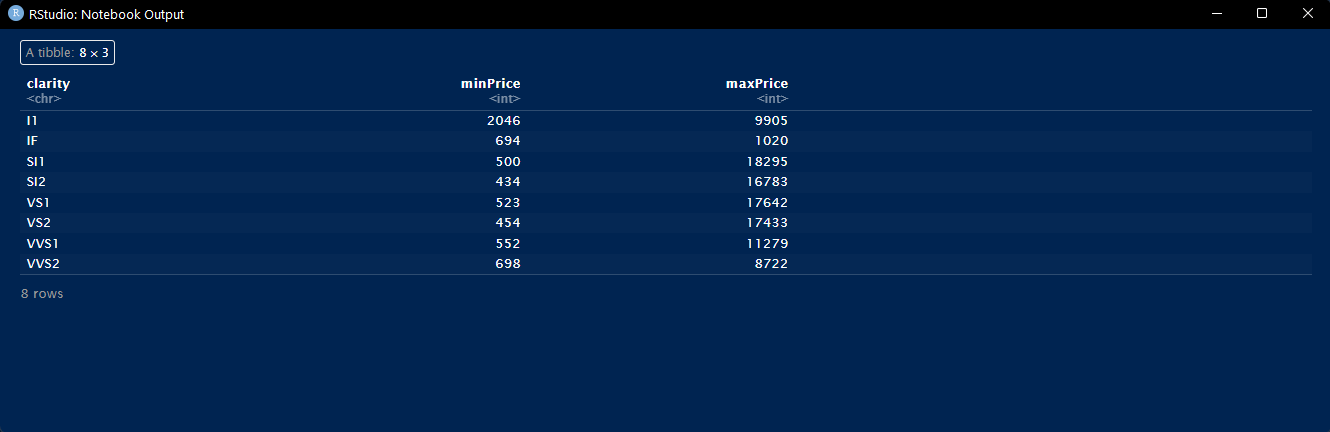 RStudio: Notebook Output
A tibble: 8 × 3
clarity minPrice maxPrice
<chr> <int> <int>
I1 2046 9905
IF 694 1020
SI1 500 18295
SI2 434 16783
VS1 523 17642
VS2 454 17433
VVS1 552 11279
VVS2 698 8722
8 rows